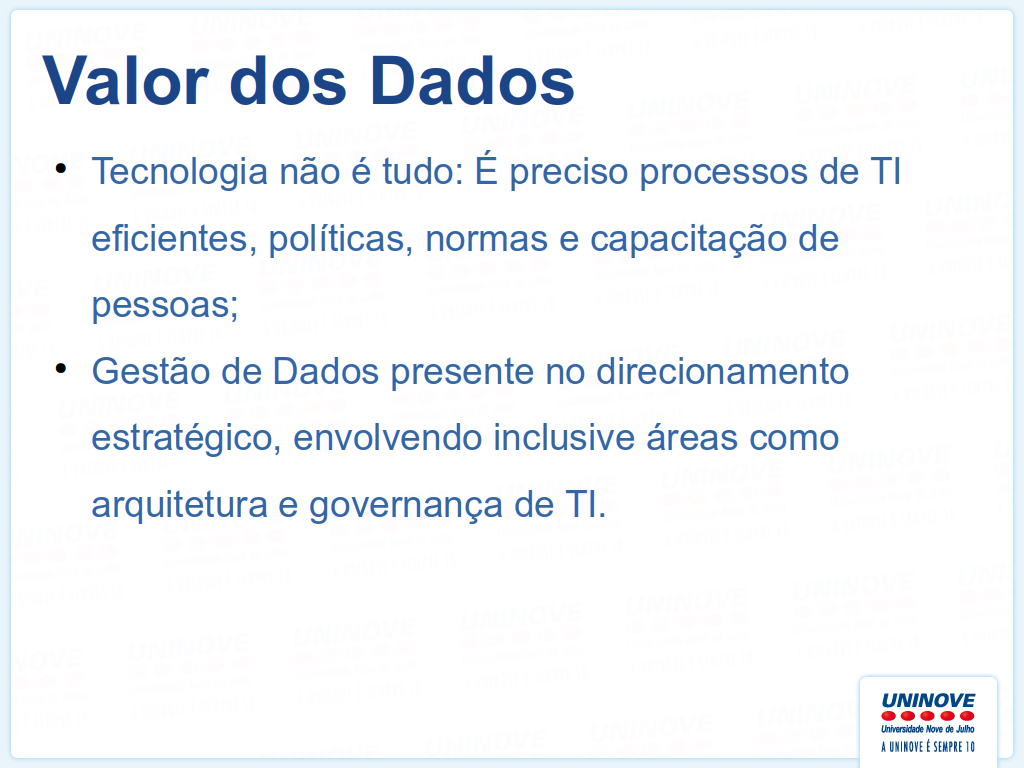 Valor dos Dados
• Tecnologia não é tudo: É preciso processos de TI
eficientes, políticas, normas e capacitação de
pessoas;
• Gestão de Dados presente no direcionamento
estratégico, envolvendo inclusive áreas como
arquitetura e governança de TI.
UNINOVE
Universidade Nove de Julho
A UNINOVE É SEMPRE 10